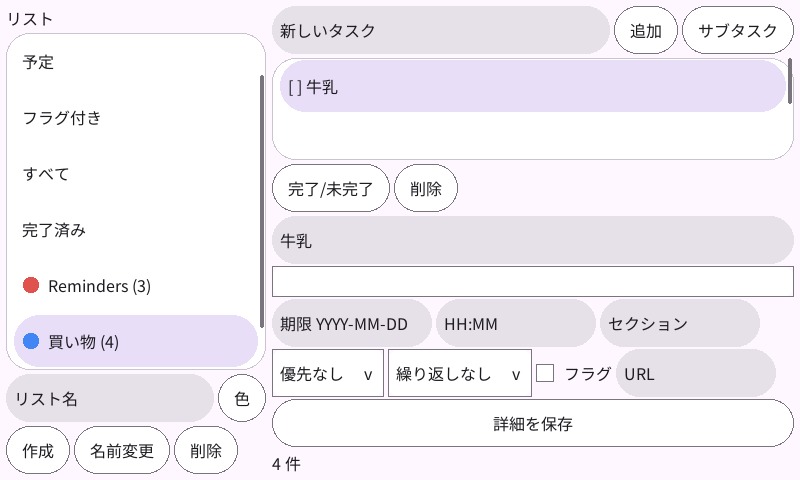 リスト
予定
フラグ付き
すべて
完了済み
Reminders (3)
買い物 (4)
リスト名
色
作成
名前変更
削除
新しいタスク
追加
サブタスク
[ ] 牛乳
完了/未完了
削除
牛乳
期限 YYYY-MM-DD
HH:MM
セクション
優先なし
v
繰り返しなし
v
フラグ
URL
詳細を保存
4 件